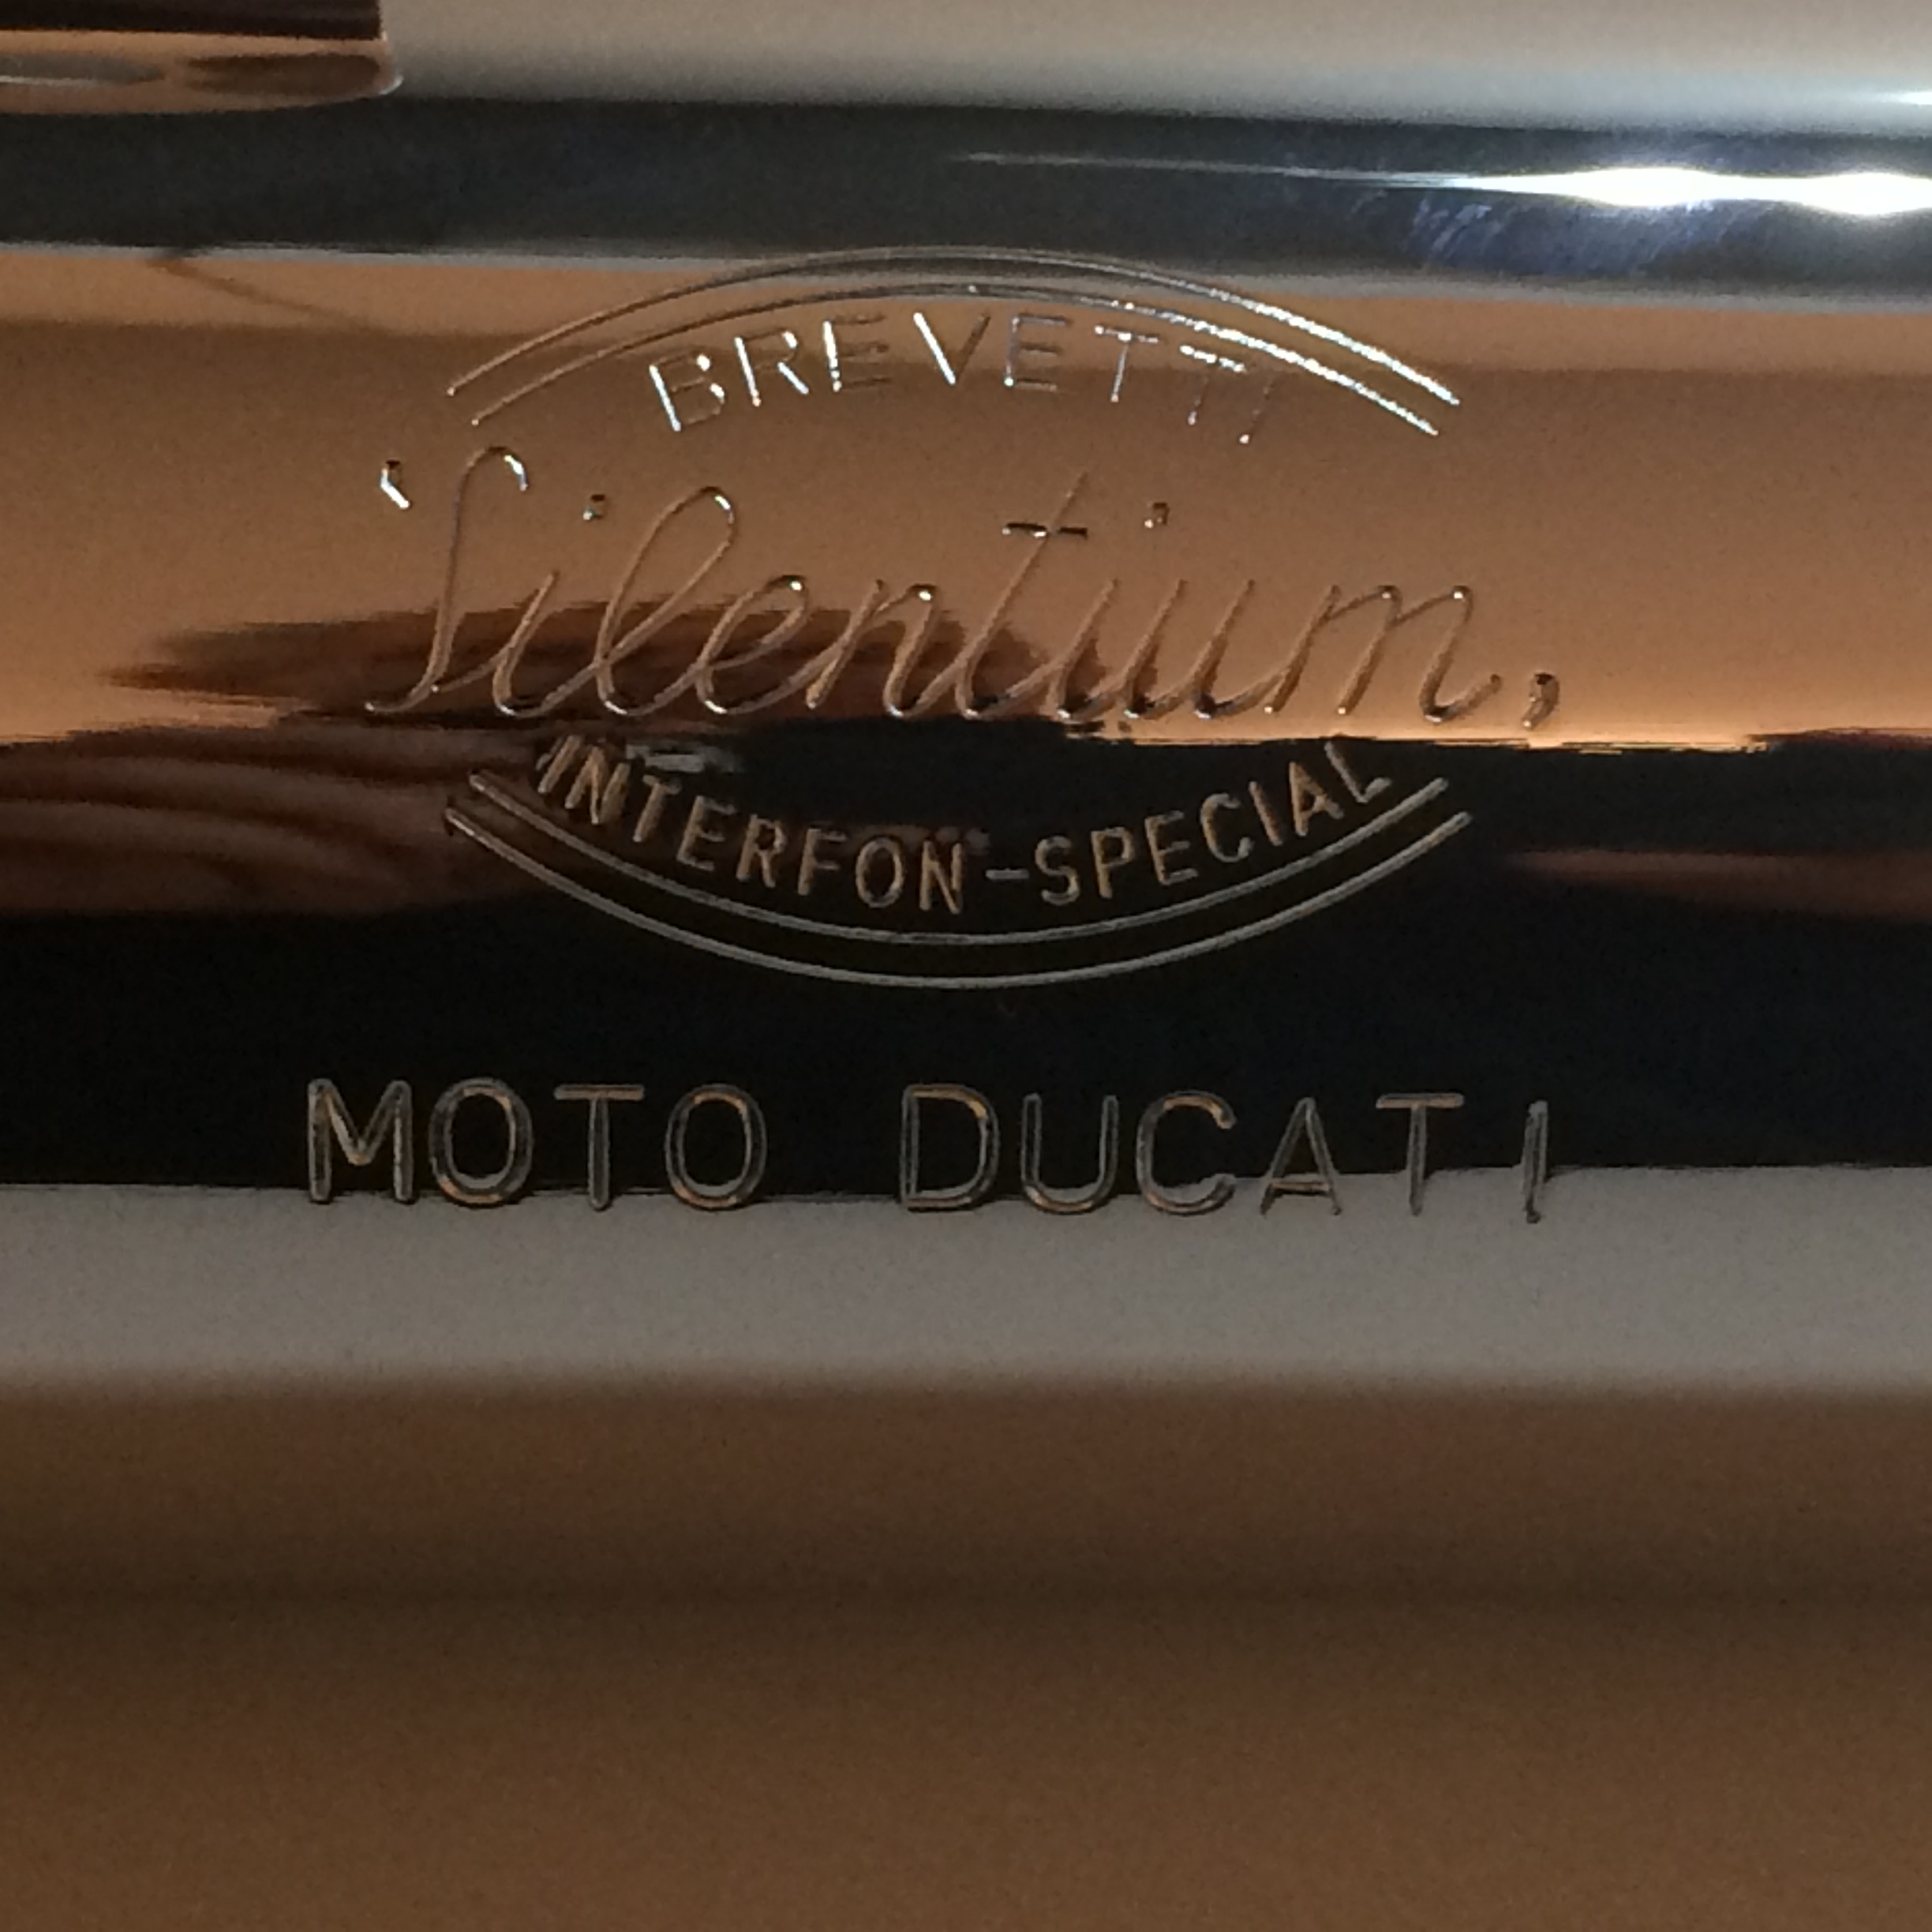 BREVETTI
‘Silentium,
INTERFON-SPECIAL
MOTO DUCATI